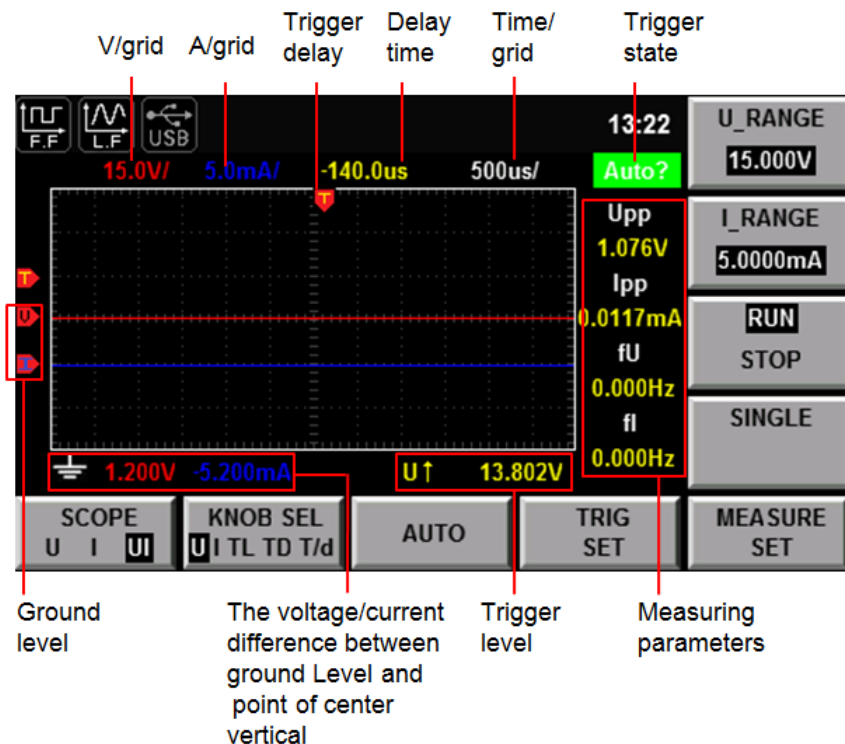 V/grid
A/grid
Trigger
delay
Delay
time
Time/
grid
Trigger
state
F.F
L.F
USB
13:22
15.0V/
5.0mA/
-140.0us
500us/
Auto?
T
T
U
I
Upp
1.076V
Ipp
0.0117mA
fU
0.000Hz
fI
0.000Hz
1.200V
-5.200mA
U↑
13.802V
U_RANGE
15.000V
I_RANGE
5.0000mA
RUN
STOP
SINGLE
SCOPE
U I UI
KNOB SEL
U I TL TD T/d
AUTO
TRIG
SET
MEASURE
SET
Ground
level
The voltage/current
difference between
ground Level and
point of center
vertical
Trigger
level
Measuring
parameters